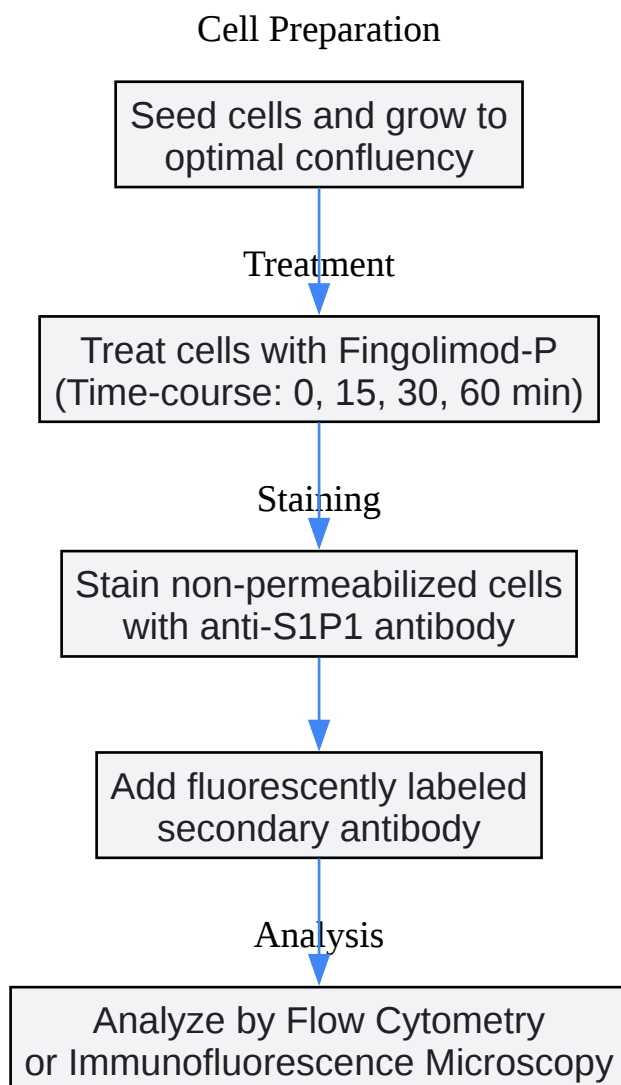 Cell Preparation
Seed cells and grow to
optimal confluency
Treatment
Treat cells with Fingolimod-P
(Time-course: 0, 15, 30, 60 min)
Staining
Stain non-permeabilized cells
with anti-S1P1 antibody
Add fluorescently labeled
secondary antibody
Analysis
Analyze by Flow Cytometry
or Immunofluorescence Microscopy